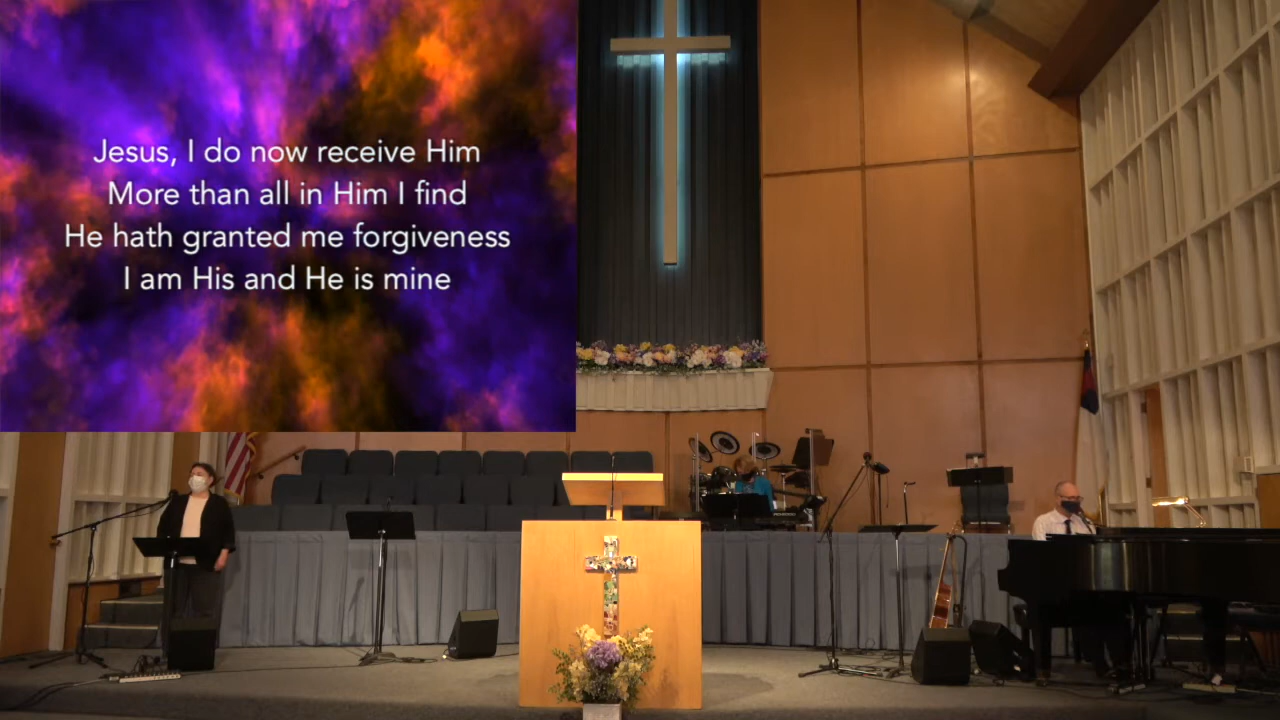 Jesus, I do now receive Him
More than all in Him I find
He hath granted me forgiveness
I am His and He is mine